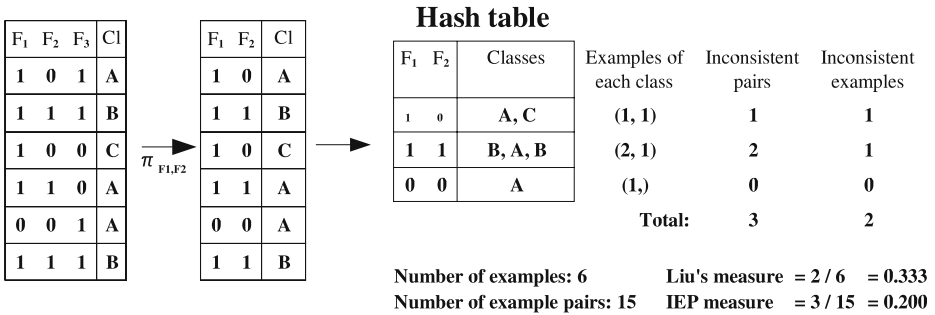 Hash table
F1 F2 F3 Cl
1 0 1 A
1 1 1 B
1 0 0 C
1 1 0 A
0 0 1 A
1 1 1 B
π F1,F2
F1 F2 Cl
1 0 A
1 1 B
1 0 C
1 1 A
0 0 A
1 1 B
F1 F2 Classes Examples of each class Inconsistent pairs Inconsistent examples
1 0 A, C (1, 1) 1 1
1 1 B, A, B (2, 1) 2 1
0 0 A (1,) 0 0
Total: 3 2
Number of examples: 6 Liu's measure = 2 / 6 = 0.333
Number of example pairs: 15 IEP measure = 3 / 15 = 0.200